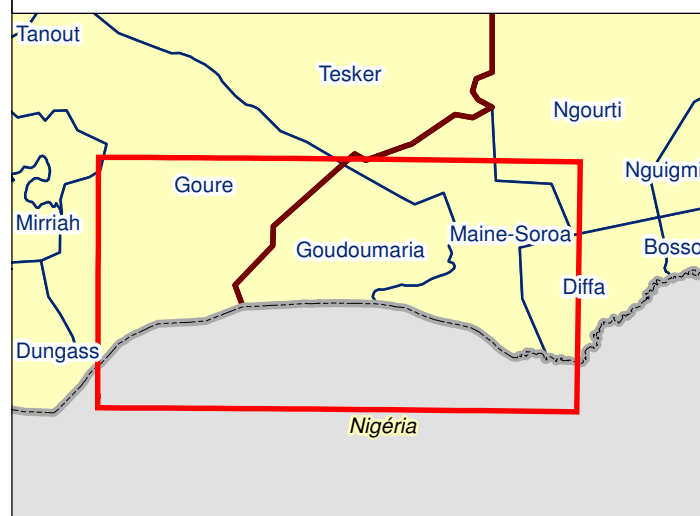 Tanout
Tesker
Ngourti
Nguigmi
Goure
Mirriah
Maine-Soroa
Goudoumaria
Bosso
Diffa
Dungass
Nigéria